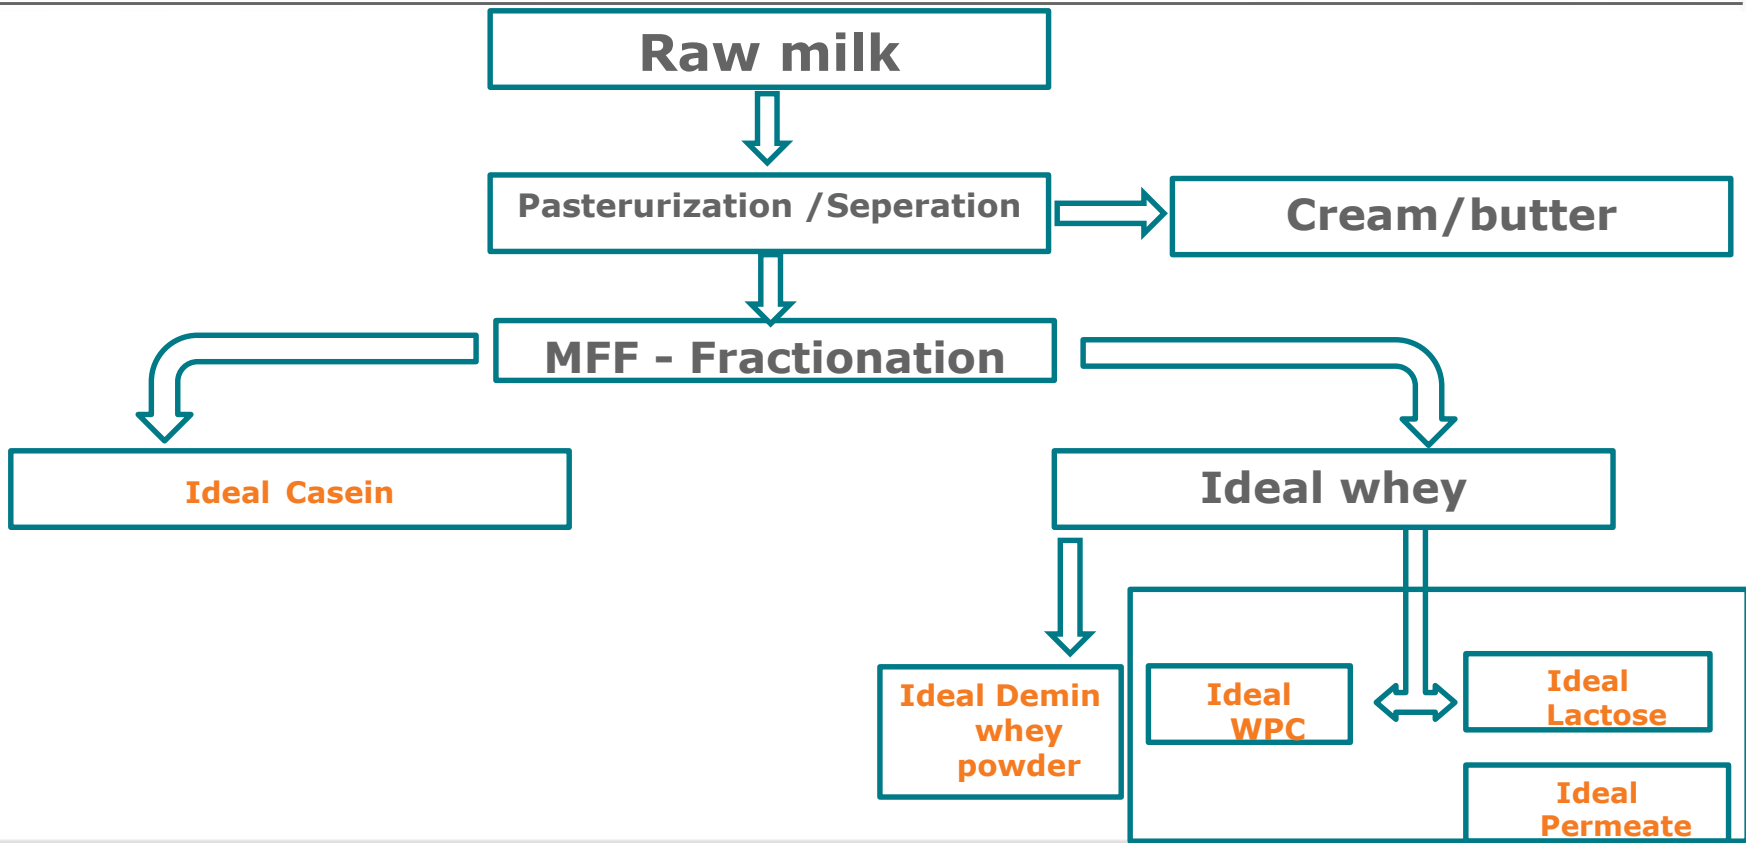 Raw milk
Pasterurization /Seperation
Cream/butter
MFF - Fractionation
Ideal Casein
Ideal whey
Ideal Demin
whey
powder
Ideal
WPC
Ideal
Lactose
Ideal
Permeate